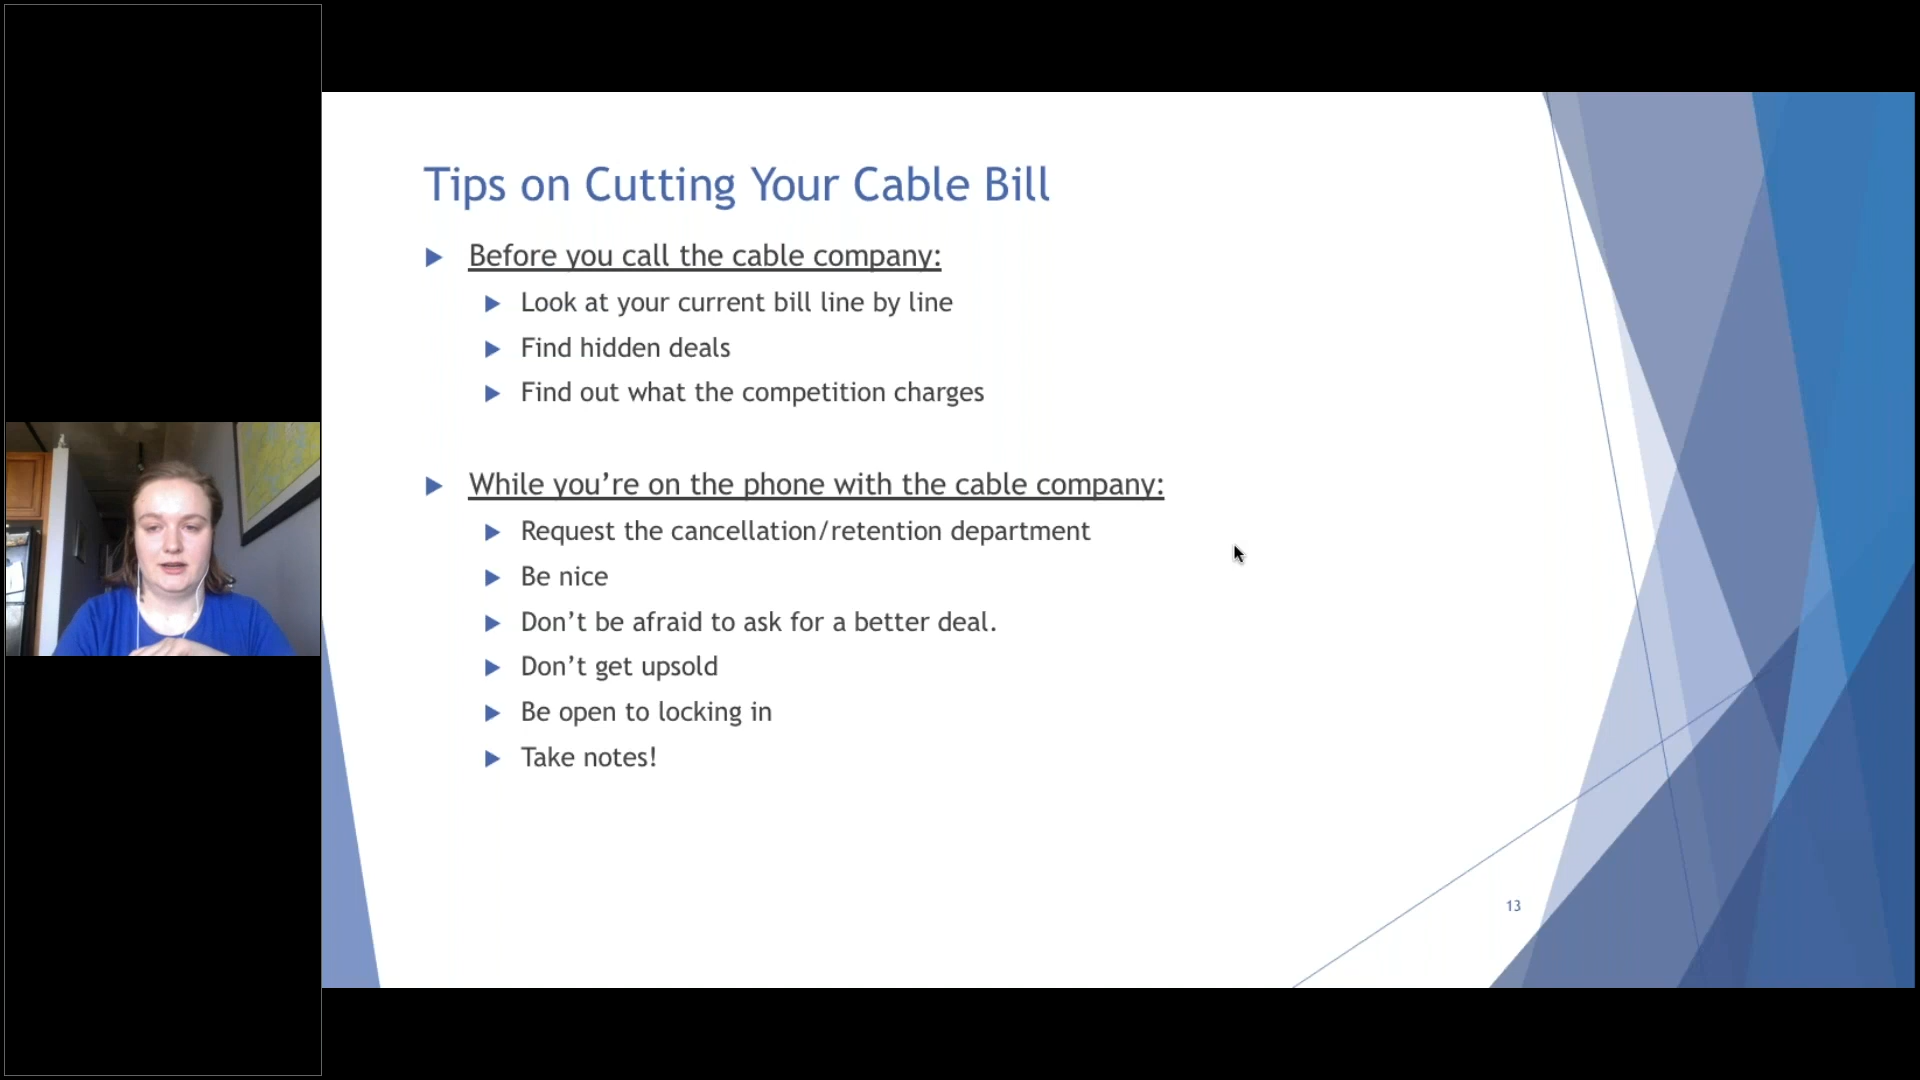 Tips on Cutting Your Cable Bill
Before you call the cable company:
Look at your current bill line by line
Find hidden deals
Find out what the competition charges
While you’re on the phone with the cable company:
Request the cancellation/retention department
Be nice
Don’t be afraid to ask for a better deal.
Don’t get upsold
Be open to locking in
Take notes!
13